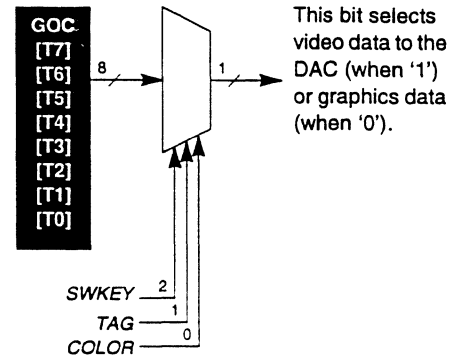 GOC
[T7]
[T6]
[T5]
[T4]
[T3]
[T2]
[T1]
[T0]
8
1
This bit selects
video data to the
DAC (when ‘1’)
or graphics data
(when ‘0’).
SWKEY 2
TAG 1
COLOR 0